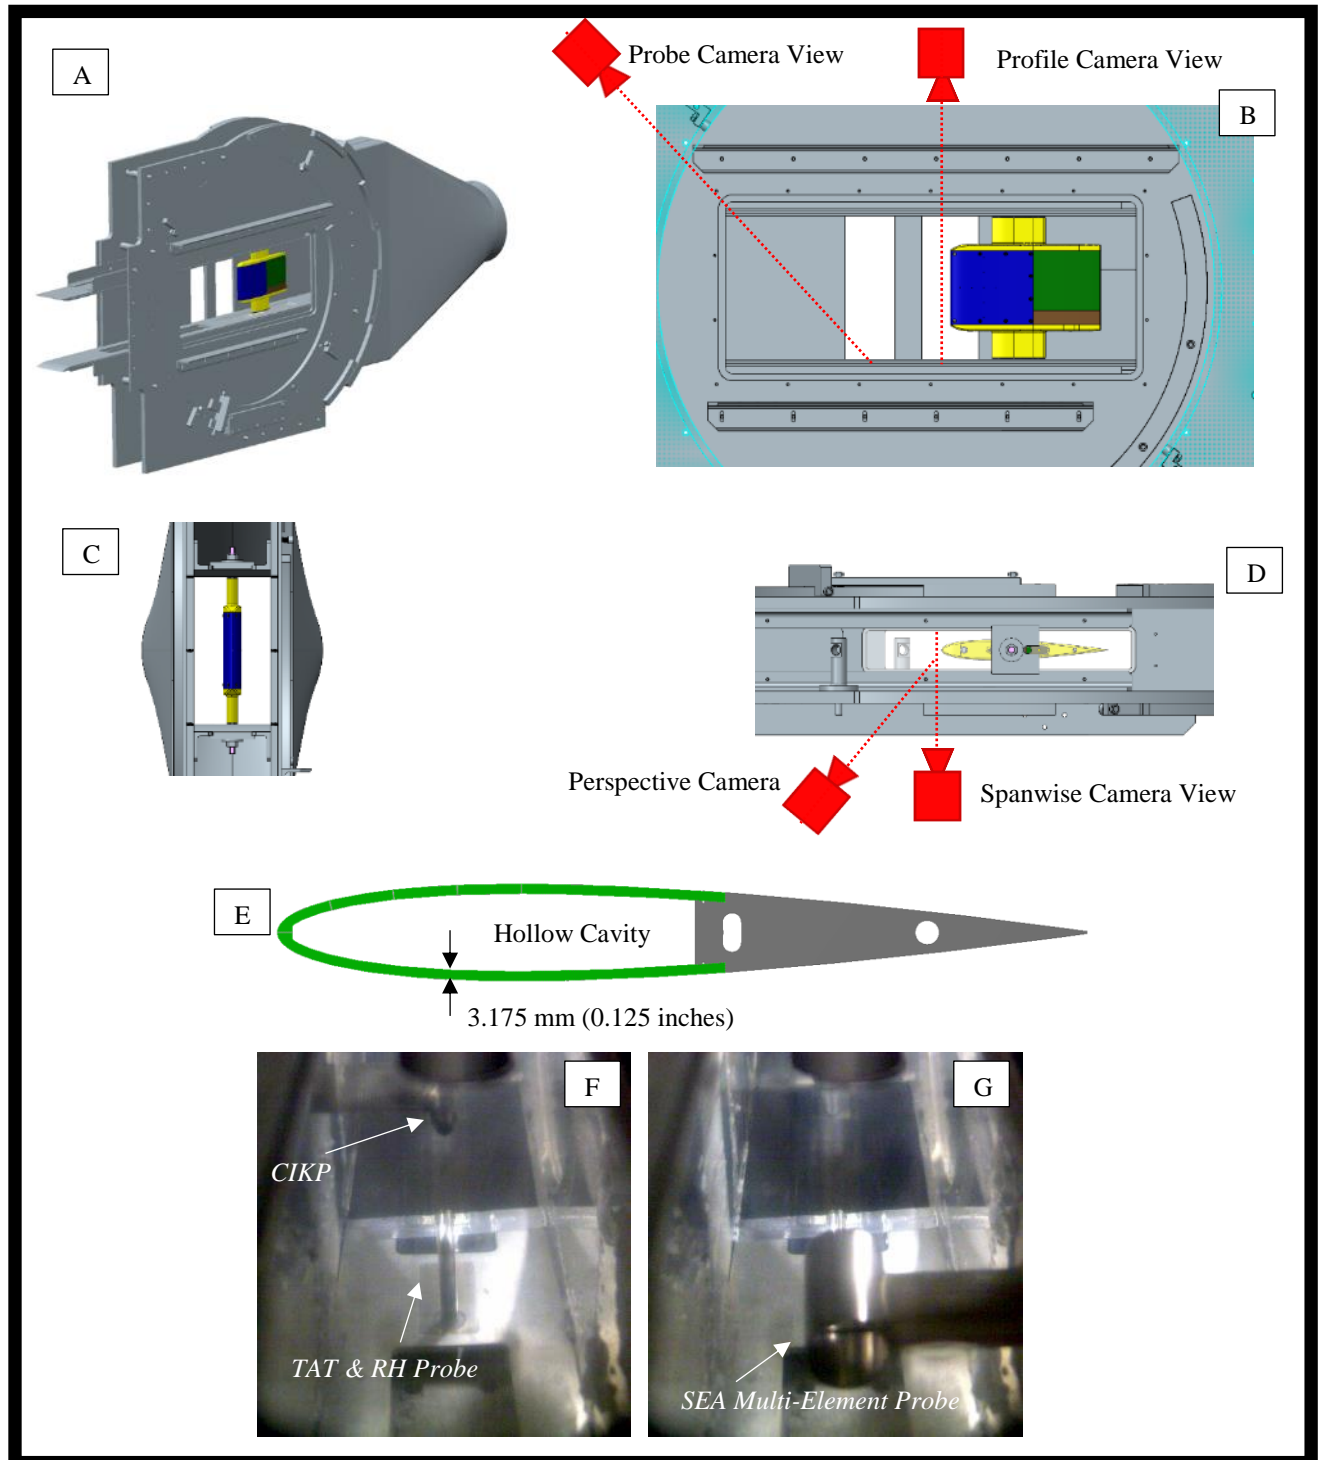 A
Probe Camera View
Profile Camera View
B
C
D
Perspective Camera
Spanwise Camera View
E
Hollow Cavity
3.175 mm (0.125 inches)
F
G
CIKP
TAT & RH Probe
SEA Multi-Element Probe